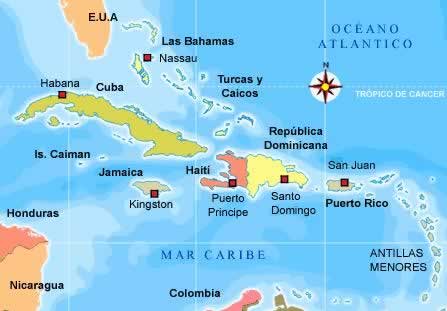 E.U.A
OCÉANO
ATLANTICO
Las Bahamas
Nassau
N
Habana
Cuba
Turcas y
Caicos
TRÓPICO DE CÁNCER
República
Dominicana
Is. Caiman
Jamaica
Haití
San Juan
Kingston
Puerto
Principe
Santo
Domingo
Puerto Rico
Honduras
MAR CARIBE
ANTILLAS
MENORES
Nicaragua
Colombia